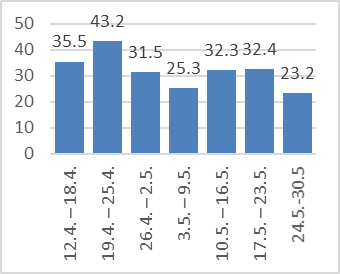 50
40
30
20
10
0
35.5
43.2
31.5
25.3
32.3
32.4
23.2
12.4. – 18.4.
19.4. – 25.4.
26.4. – 2.5.
3.5. – 9.5.
10.5. – 16.5.
17.5. – 23.5.
24.5.-30.5